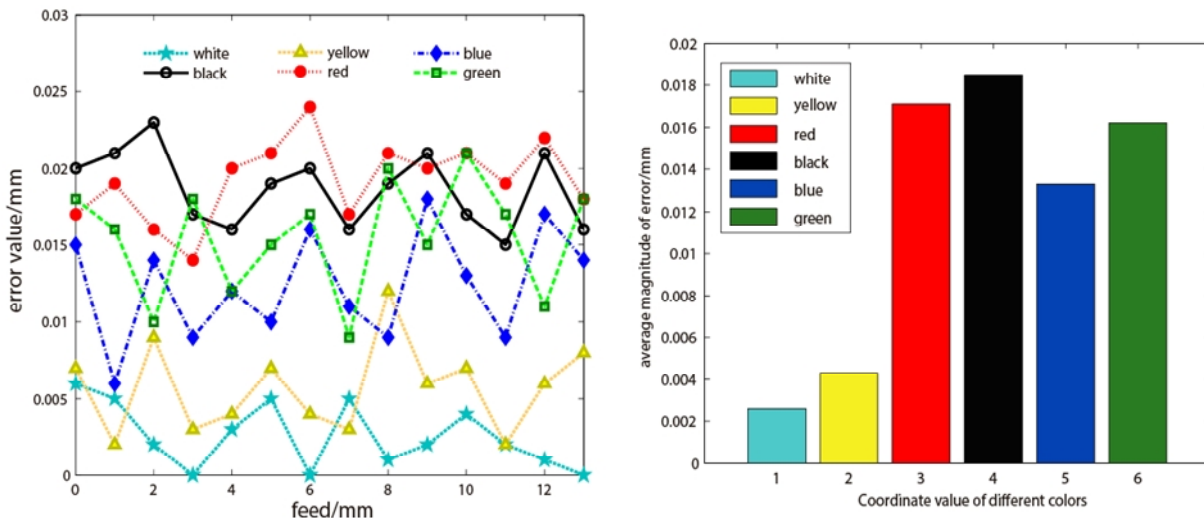 0.03
0.025
0.02
0.015
0.01
0.005
0
error value/mm
white
yellow
blue
black
red
green
0 2 4 6 8 10 12
feed/mm
0.02
0.018
0.016
0.014
0.012
0.01
0.008
0.006
0.004
0.002
0
average magnitude of error/mm
white
yellow
red
black
blue
green
1 2 3 4 5 6
Coordinate value of different colors